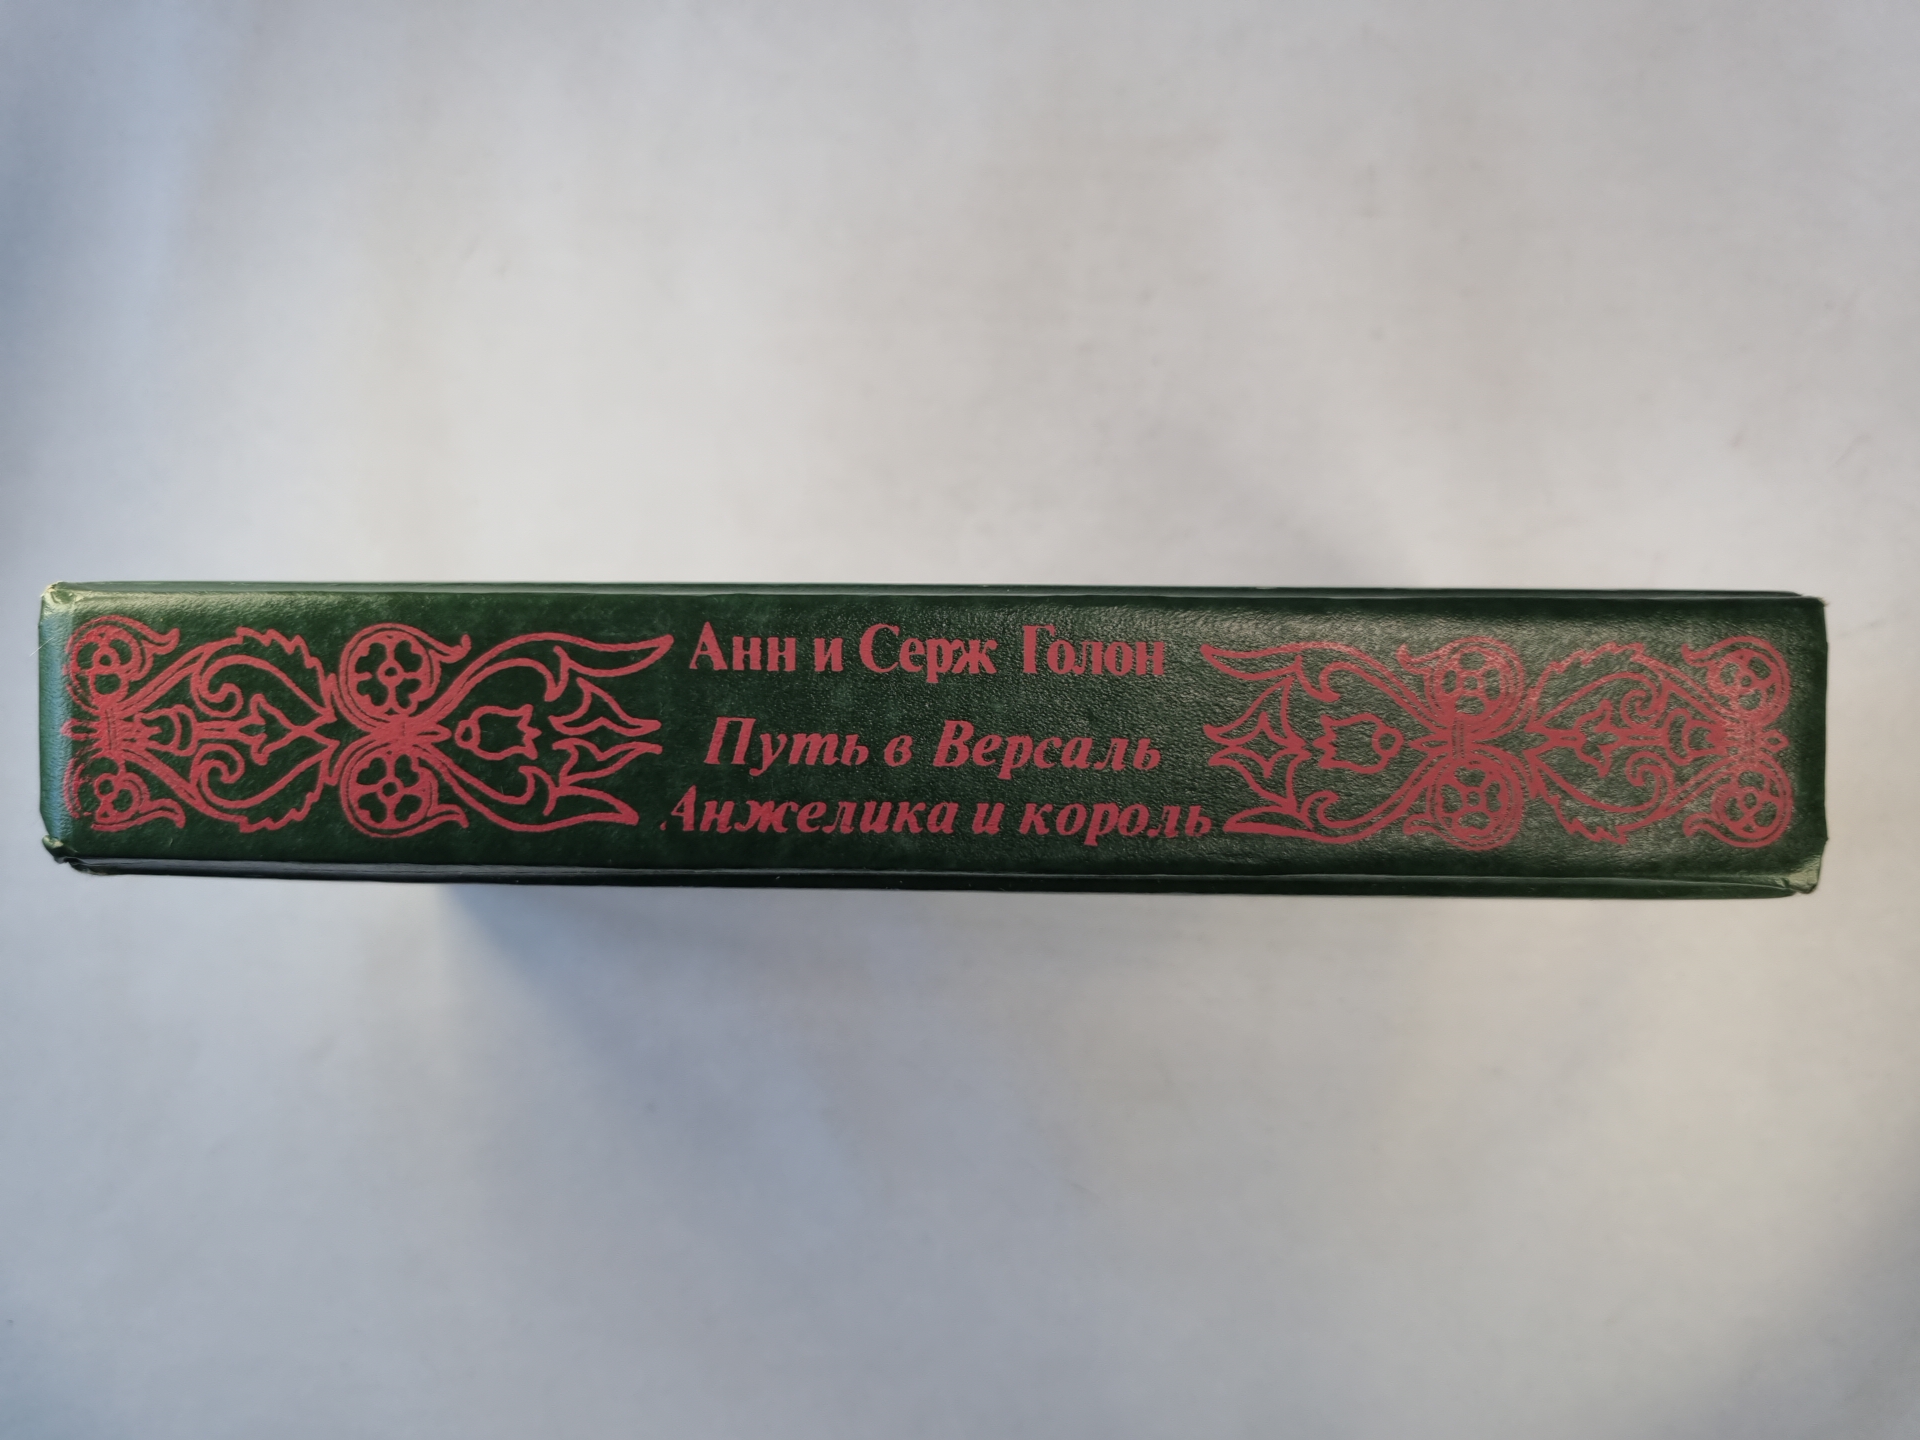 Анн и Серж Голон
Путь в Версаль
Анжелика и король